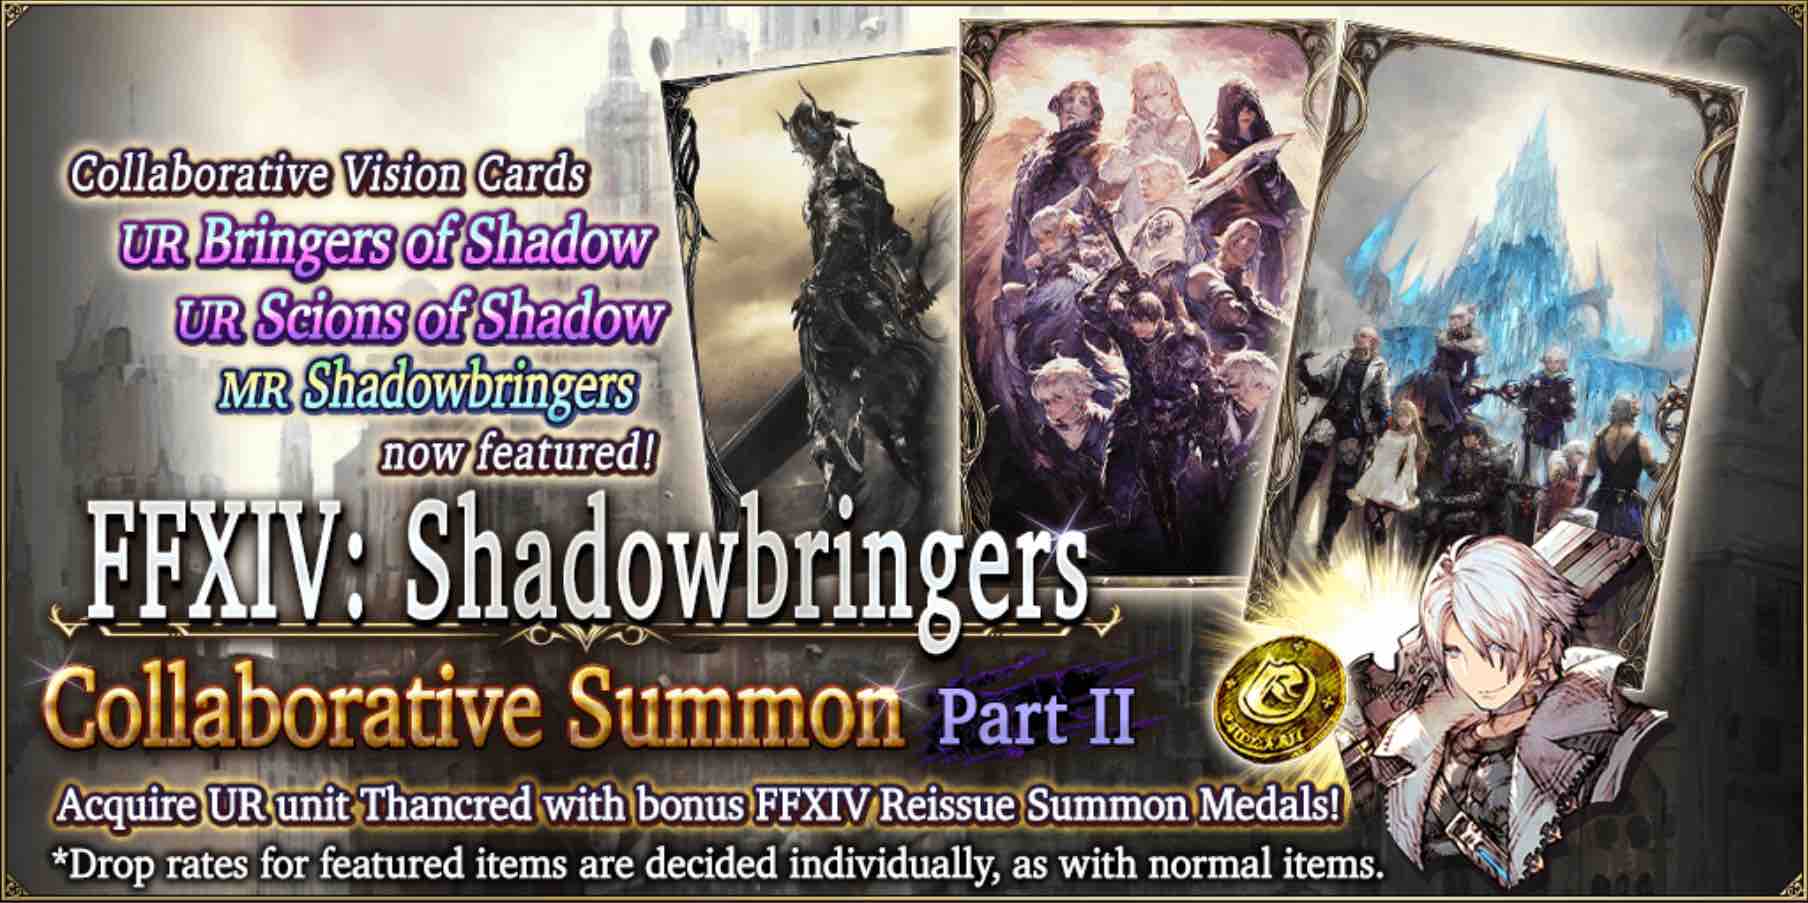 Collaborative Vision Cards
UR Bringers of Shadow
UR Scions of Shadow
MR Shadowbringers
now featured!
FFXIV: Shadowbringers
Collaborative Summon Part II
Acquire UR unit Thancred with bonus FFXIV Reissue Summon Medals!
*Drop rates for featured items are decided individually, as with normal items.
R